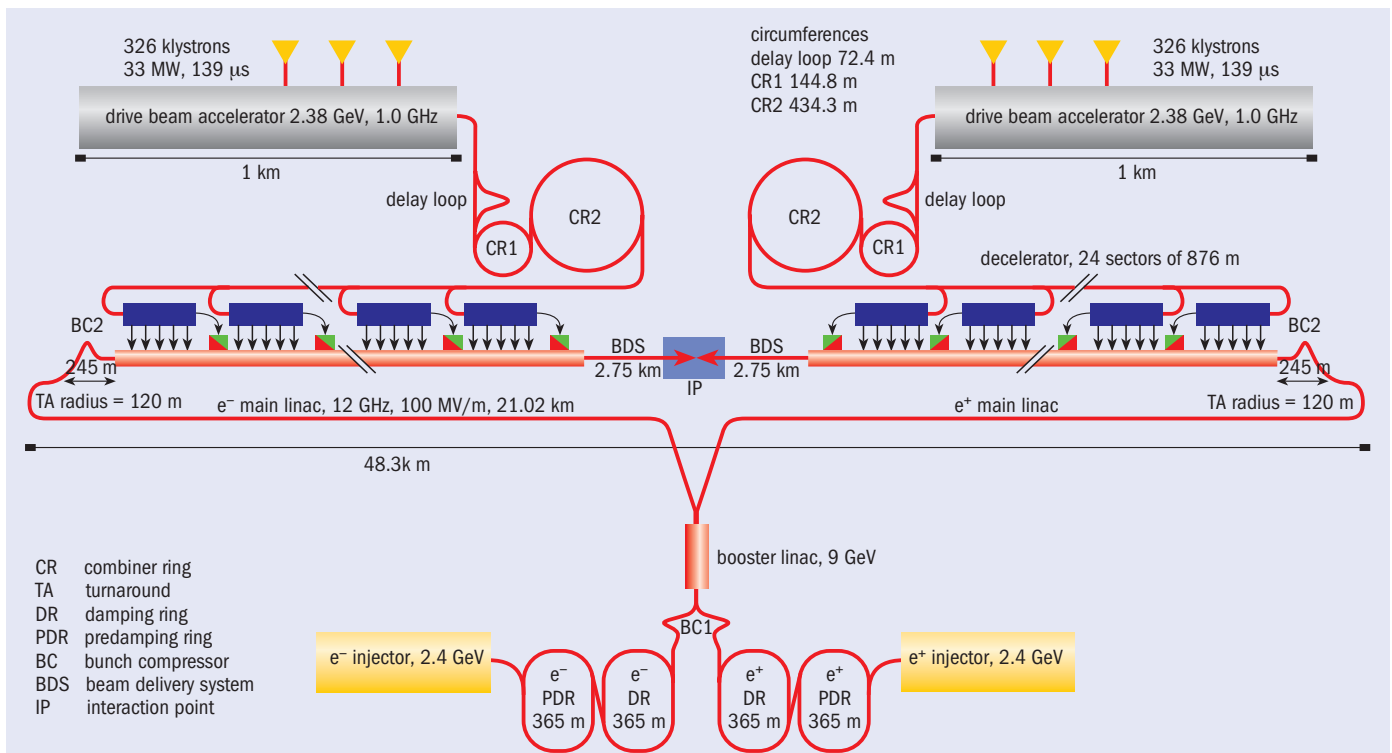 326 klystrons
33 MW, 139 μs
circumferences
delay loop 72.4 m
CR1 144.8 m
CR2 434.3 m
326 klystrons
33 MW, 139 μs
drive beam accelerator 2.38 GeV, 1.0 GHz
drive beam accelerator 2.38 GeV, 1.0 GHz
1 km
1 km
delay loop
CR2
CR1
CR2
CR1
delay loop
decelerator, 24 sectors of 876 m
BC2
BDS
2.75 km
IP
BDS
2.75 km
BC2
245 m
245 m
TA radius = 120 m
e⁻ main linac, 12 GHz, 100 MV/m, 21.02 km
e⁺ main linac
TA radius = 120 m
48.3k m
booster linac, 9 GeV
CR combiner ring
TA turnaround
DR damping ring
PDR predamping ring
BC bunch compressor
BDS beam delivery system
IP interaction point
BC1
e⁻ injector, 2.4 GeV
e⁻
PDR
365 m
e⁻
DR
365 m
e⁺
DR
365 m
e⁺
PDR
365 m
e⁺ injector, 2.4 GeV